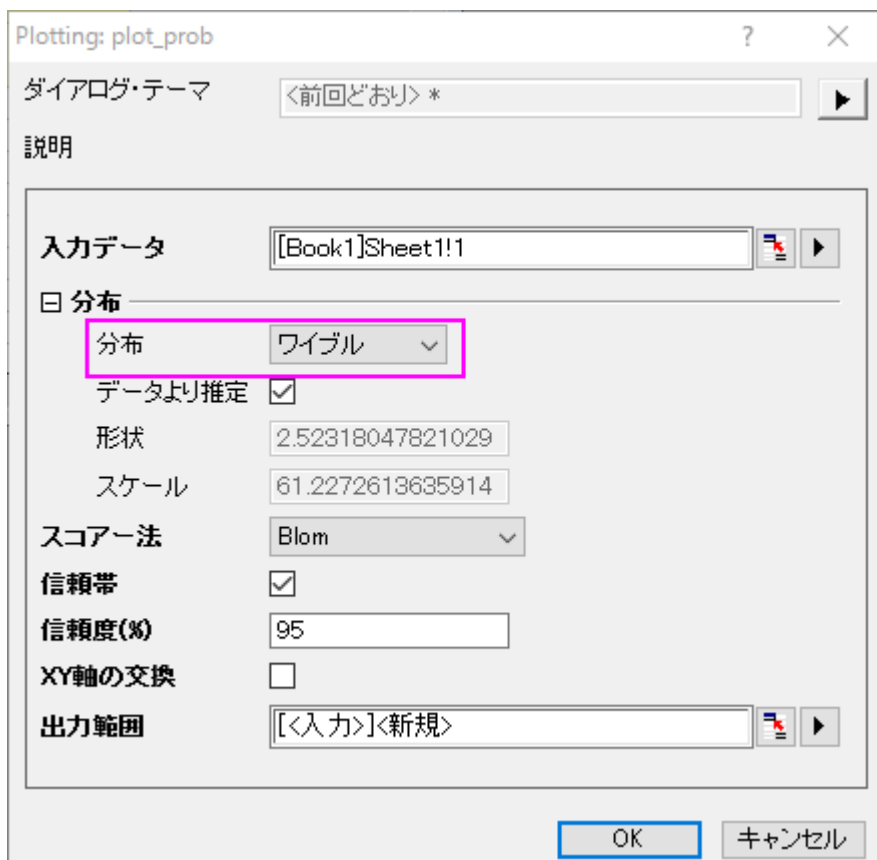 Plotting: plot_prob ? ×
ダイアログ・テーマ <前回どおり> *
説明
入力データ [Book1]Sheet1!1
分布
分布 ワイブル
データより推定
形状 2.52318047821029
スケール 61.2272613635914
スコアー法 Blom
信頼帯
信頼度(%) 95
XY軸の交換
出力範囲 [<入力>]<新規>
OK キャンセル